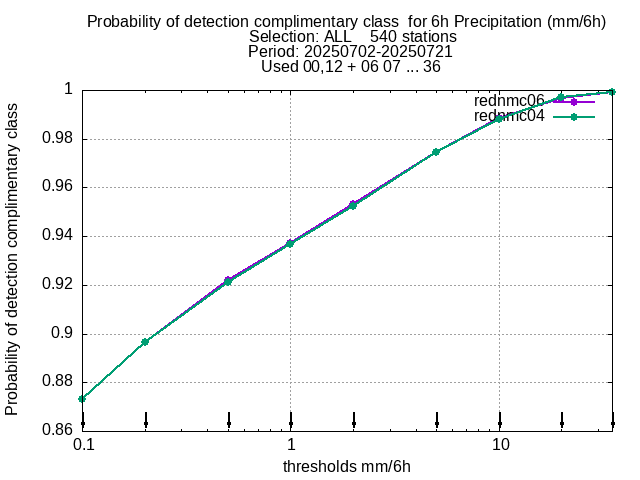 Probability of detection complimentary class  for 6h Precipitation (mm/6h)
Selection: ALL    540 stations
Period: 20250702-20250721
Used 00,12 + 06 07 ... 36
Probability of detection complimentary class
1
0.98
0.96
0.94
0.92
0.9
0.88
0.86
rednmc06
rednmc04
0.1
1
10
thresholds mm/6h